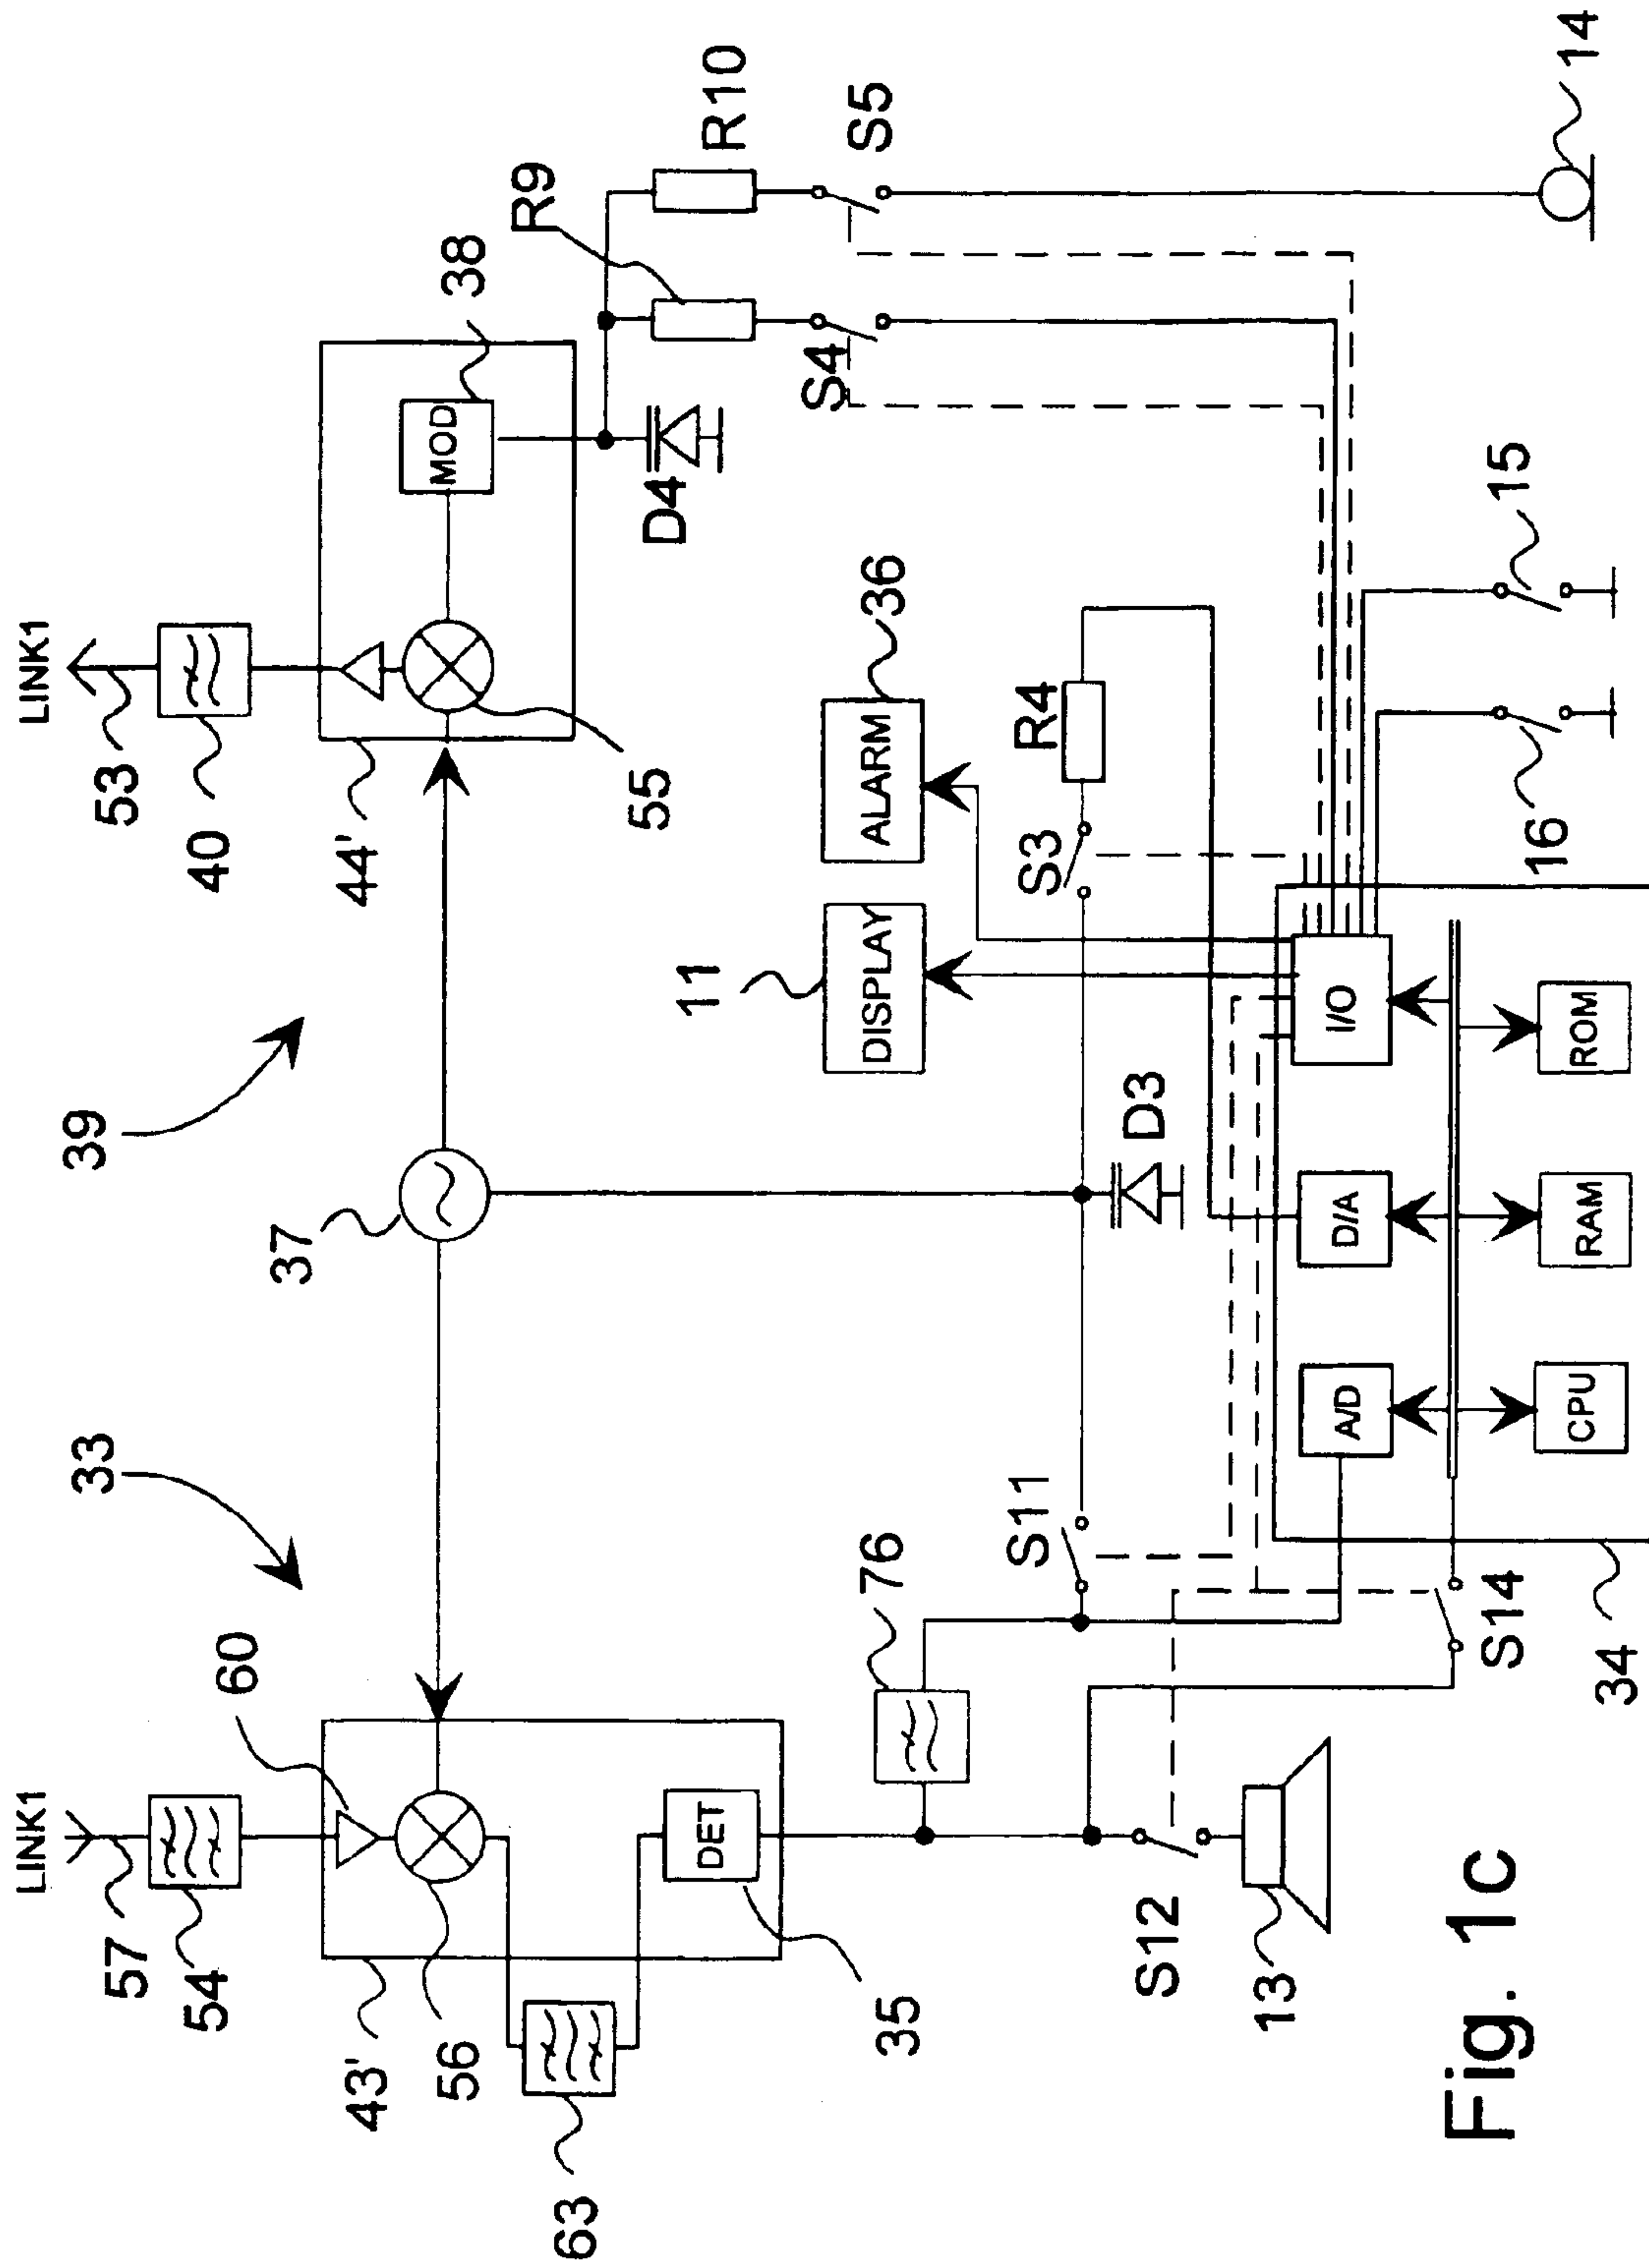 LINK1
57
54
60
33
37
39
LINK1
53
40
44'
55
38
MOD
R9
R10
S5
S4
D4
43'
56
63
35
DET
76
S12
13
S11
D3
11
DISPLAY
36
ALARM
S3
R4
15
16
14
S14
34
A/D
D/A
I/O
CPU
RAM
ROM
Fig. 1c